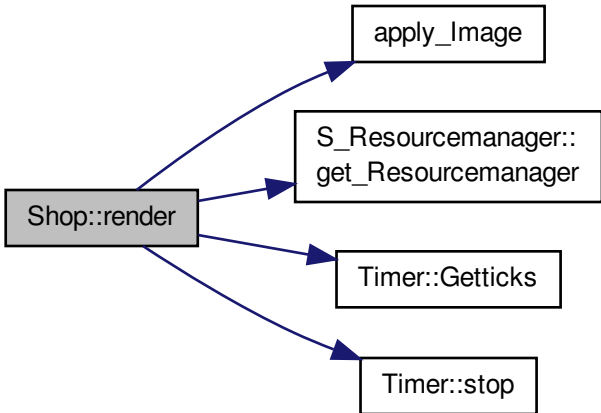 apply_Image
S_Resourcemanager::
get_Resourcemanager
Shop::render
Timer::Getticks
Timer::stop